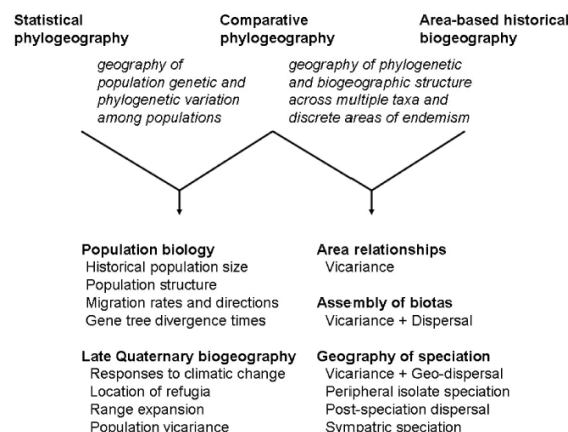 Statistical
phylogeography
Comparative
phylogeography
Area-based historical
biogeography
geography of
population genetic and
phylogenetic variation
among populations
geography of phylogenetic
and biogeographic structure
across multiple taxa and
discrete areas of endemism
Population biology
Historical population size
Population structure
Migration rates and directions
Gene tree divergence times
Late Quaternary biogeography
Responses to climatic change
Location of refugia
Range expansion
Population vicariance
Area relationships
Vicariance
Assembly of biotas
Vicariance + Dispersal
Geography of speciation
Vicariance + Geo-dispersal
Peripheral isolate speciation
Post-speciation dispersal
Sympatric speciation